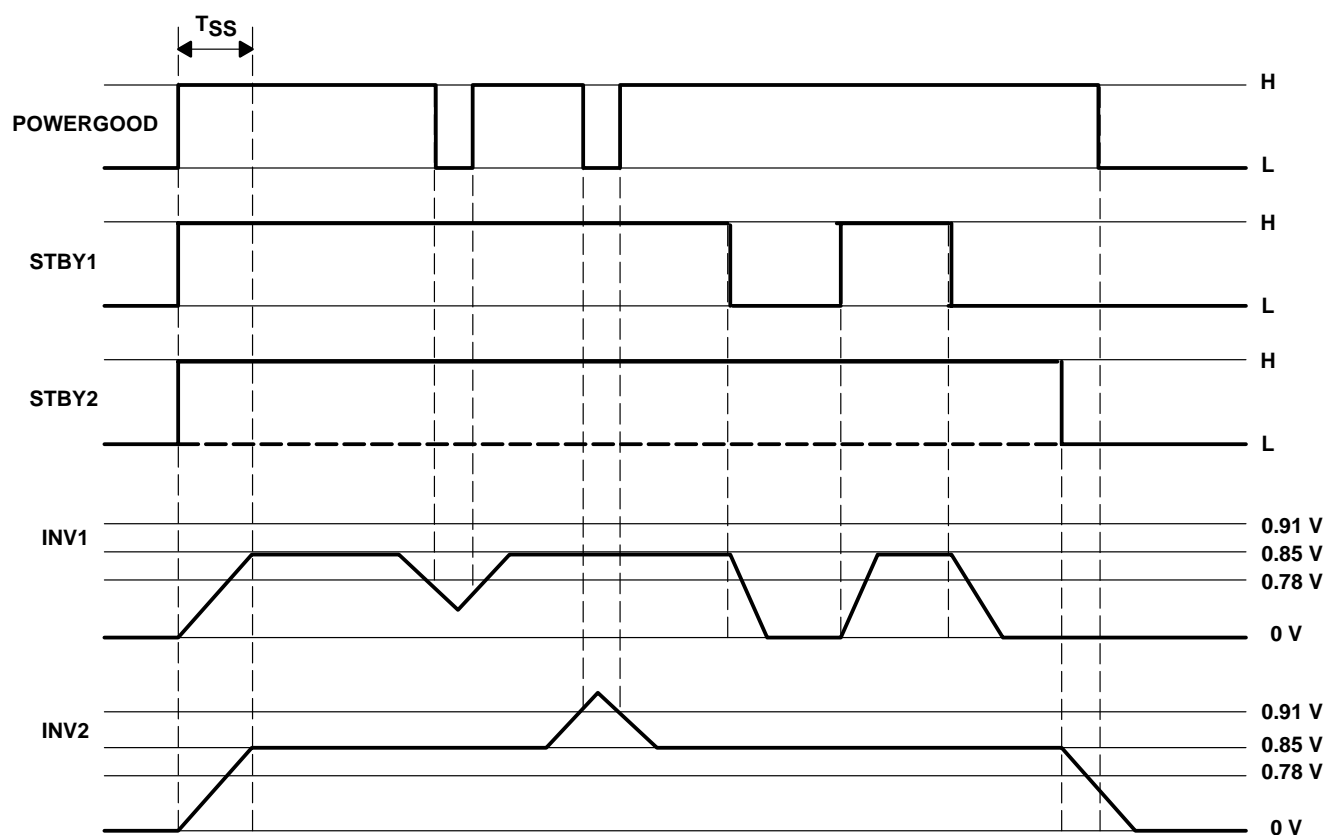 TSS
H
POWERGOOD
L
H
STBY1
L
H
STBY2
L
INV1
0.91 V
0.85 V
0.78 V
0 V
INV2
0.91 V
0.85 V
0.78 V
0 V